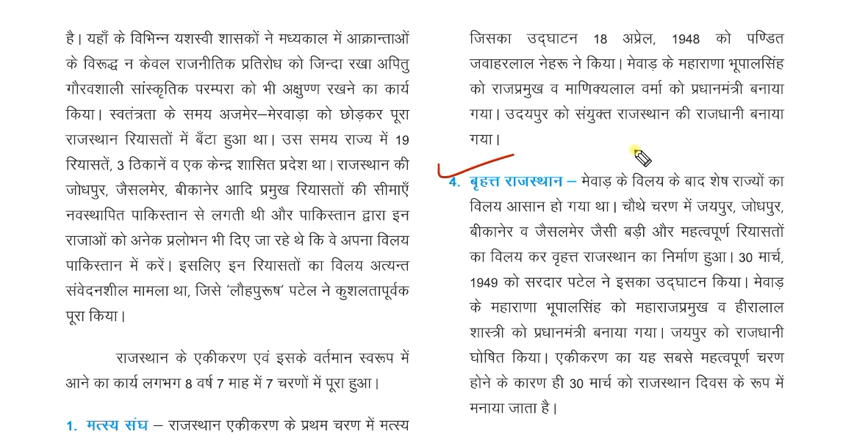 है। यहाँ के विभिन्न यशस्वी शासकों ने मध्यकाल में आक्रान्ताओं
के विरूद्ध न केवल राजनीतिक प्रतिरोध को जिन्दा रखा अपितु
गौरवशाली सांस्कृतिक परम्परा को भी अक्षुण्ण रखने का कार्य
किया। स्वतंत्रता के समय अजमेर–मेरवाड़ा को छोड़कर पूरा
राजस्थान रियासतों में बँटा हुआ था। उस समय राज्य में 19
रियासतें, 3 ठिकानें व एक केन्द्र शासित प्रदेश था। राजस्थान की
जोधपुर, जैसलमेर, बीकानेर आदि प्रमुख रियासतों की सीमाएँ
नवस्थापित पाकिस्तान से लगती थी और पाकिस्तान द्वारा इन
राजाओं को अनेक प्रलोभन भी दिए जा रहे थे कि वे अपना विलय
पाकिस्तान में करें। इसलिए इन रियासतों का विलय अत्यन्त
संवेदनशील मामला था, जिसे 'लौहपुरूष' पटेल ने कुशलतापूर्वक
पूरा किया।
राजस्थान के एकीकरण एवं इसके वर्तमान स्वरूप में
आने का कार्य लगभग 8 वर्ष 7 माह में 7 चरणों में पूरा हुआ।
1. मत्स्य संघ – राजस्थान एकीकरण के प्रथम चरण में मत्स्य
जिसका उद्घाटन 18 अप्रेल, 1948 को पण्डित
जवाहरलाल नेहरू ने किया। मेवाड़ के महाराणा भूपालसिंह
को राजप्रमुख व माणिक्यलाल वर्मा को प्रधानमंत्री बनाया
गया। उदयपुर को संयुक्त राजस्थान की राजधानी बनाया
गया।
4. बृहत्त राजस्थान – मेवाड़ के विलय के बाद शेष राज्यों का
विलय आसान हो गया था। चौथे चरण में जयपुर, जोधपुर,
बीकानेर व जैसलमेर जैसी बड़ी और महत्वपूर्ण रियासतों
का विलय कर वृहत्त राजस्थान का निर्माण हुआ। 30 मार्च,
1949 को सरदार पटेल ने इसका उद्घाटन किया। मेवाड़
के महाराणा भूपालसिंह को महाराजप्रमुख व हीरालाल
शास्त्री को प्रधानमंत्री बनाया गया। जयपुर को राजधानी
घोषित किया। एकीकरण का यह सबसे महत्वपूर्ण चरण
होने के कारण ही 30 मार्च को राजस्थान दिवस के रूप में
मनाया जाता है।